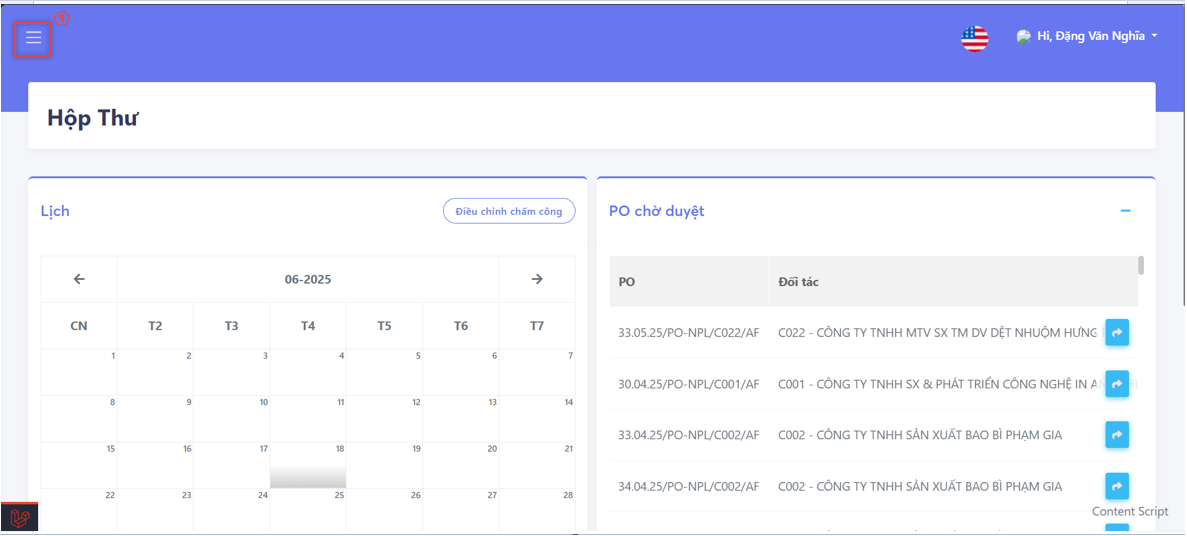 1
Hi, Đặng Văn Nghĩa
Hộp Thư
Lịch
Điều chỉnh chấm công
06-2025
CN T2 T3 T4 T5 T6 T7
1 2 3 4 5 6 7
8 9 10 11 12 13 14
15 16 17 18 19 20 21
22 23 24 25 26 27 28
PO chờ duyệt
PO Đối tác
33.05.25/PO-NPL/C022/AF C022 - CÔNG TY TNHH MTV SX TM DV DỆT NHUỘM HƯNG
30.04.25/PO-NPL/C001/AF C001 - CÔNG TY TNHH SX & PHÁT TRIỂN CÔNG NGHỆ IN
33.04.25/PO-NPL/C002/AF C002 - CÔNG TY TNHH SẢN XUẤT BAO BÌ PHẠM GIA
34.04.25/PO-NPL/C002/AF C002 - CÔNG TY TNHH SẢN XUẤT BAO BÌ PHẠM GIA
Content Script